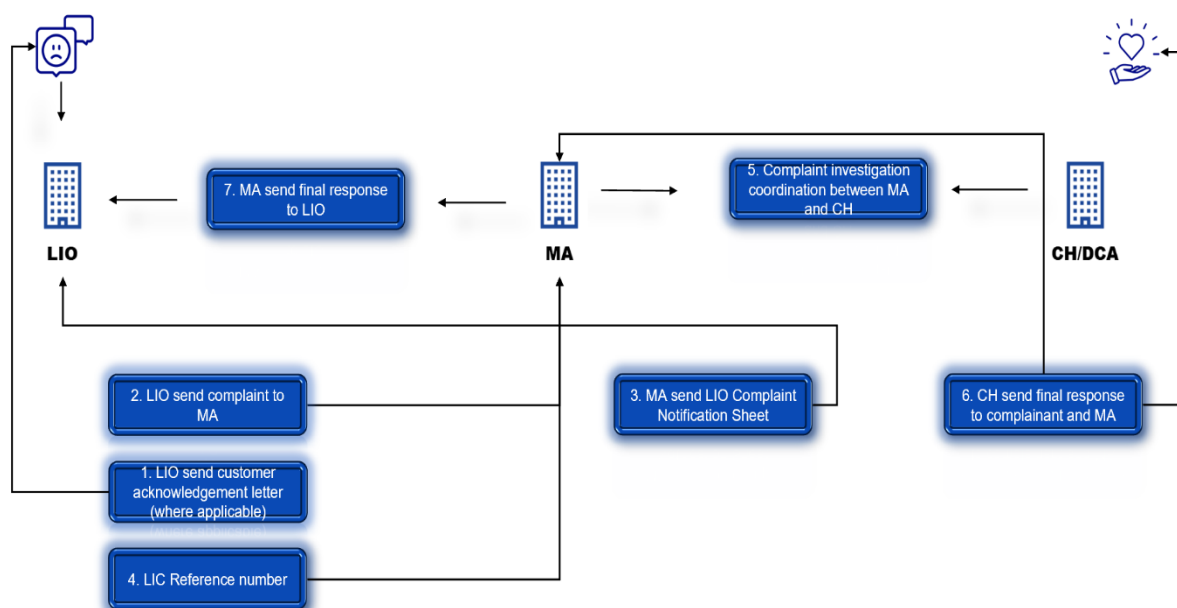 7. MA send final response
to LIO
5. Complaint investigation
coordination between MA
and CH
LIO
MA
CH/DCA
2. LIO send complaint to
MA
3. MA send LIO Complaint
Notification Sheet
6. CH send final response
to complainant and MA
1. LIO send customer
acknowledgement letter
(where applicable)
4. LIC Reference number